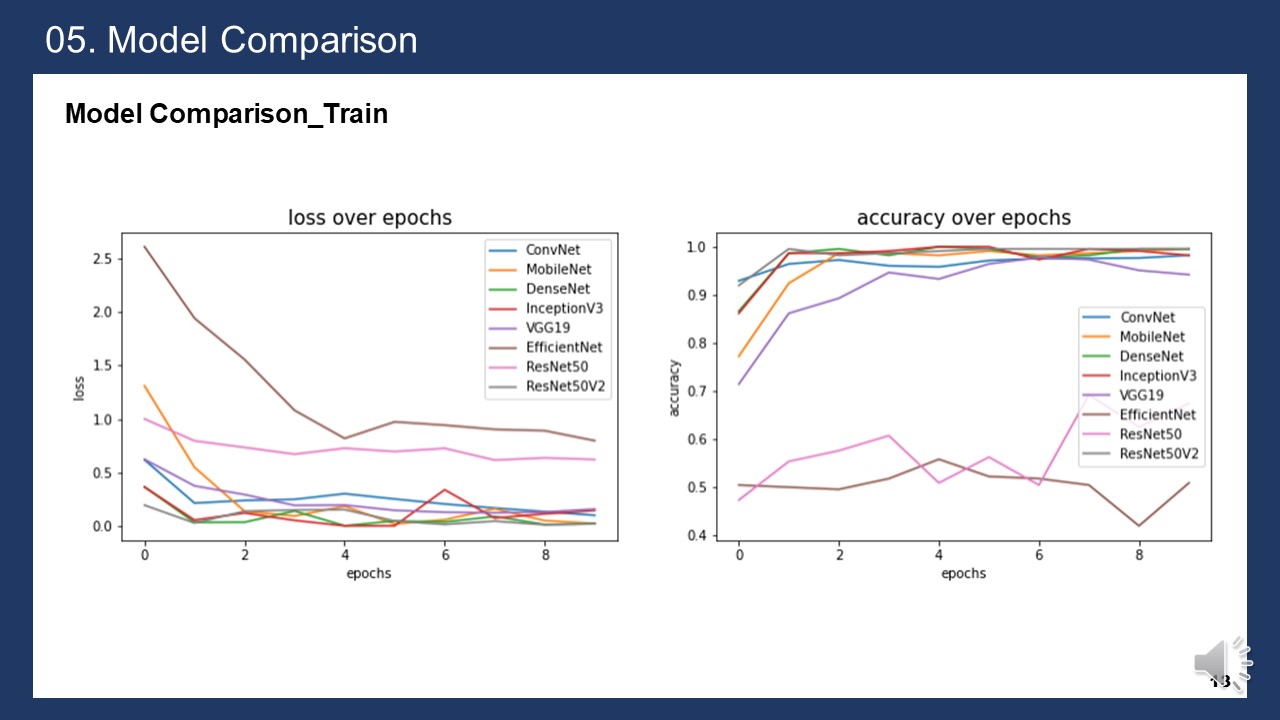 05. Model Comparison
Model Comparison_Train
loss over epochs
2.5
2.0
1.5
1.0
0.5
0.0
loss
0 2 4 6 8
epochs
ConvNet
MobileNet
DenseNet
InceptionV3
VGG19
EfficientNet
ResNet50
ResNet50V2
accuracy over epochs
1.0
0.9
0.8
0.7
0.6
0.5
0.4
accuracy
0 2 4 6 8
epochs
ConvNet
MobileNet
DenseNet
InceptionV3
VGG19
EfficientNet
ResNet50
ResNet50V2
13